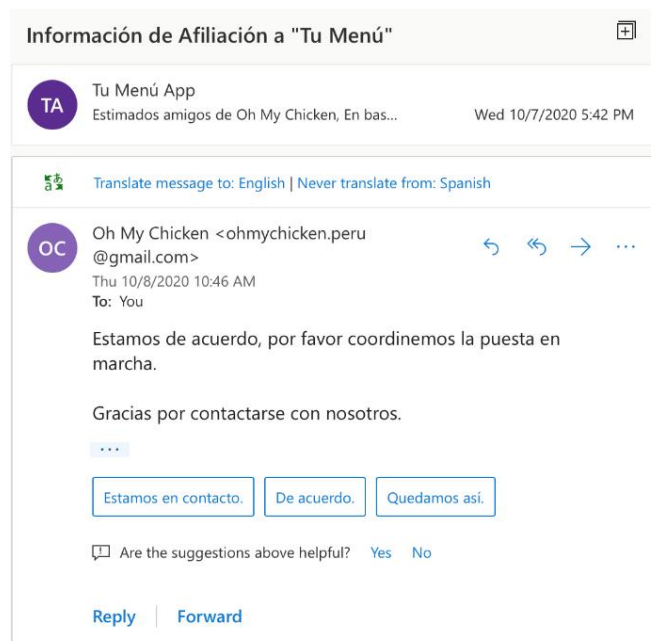 Información de Afiliación a "Tu Menú"
TA
Tu Menú App
Estimados amigos de Oh My Chicken, En bas...
Wed 10/7/2020 5:42 PM
Translate message to: English | Never translate from: Spanish
OC
Oh My Chicken <ohmychicken.peru
@gmail.com>
Thu 10/8/2020 10:46 AM
To: You
Estamos de acuerdo, por favor coordinemos la puesta en
marcha.
Gracias por contactarse con nosotros.
...
Estamos en contacto. De acuerdo. Quedamos así.
Are the suggestions above helpful? Yes No
Reply | Forward